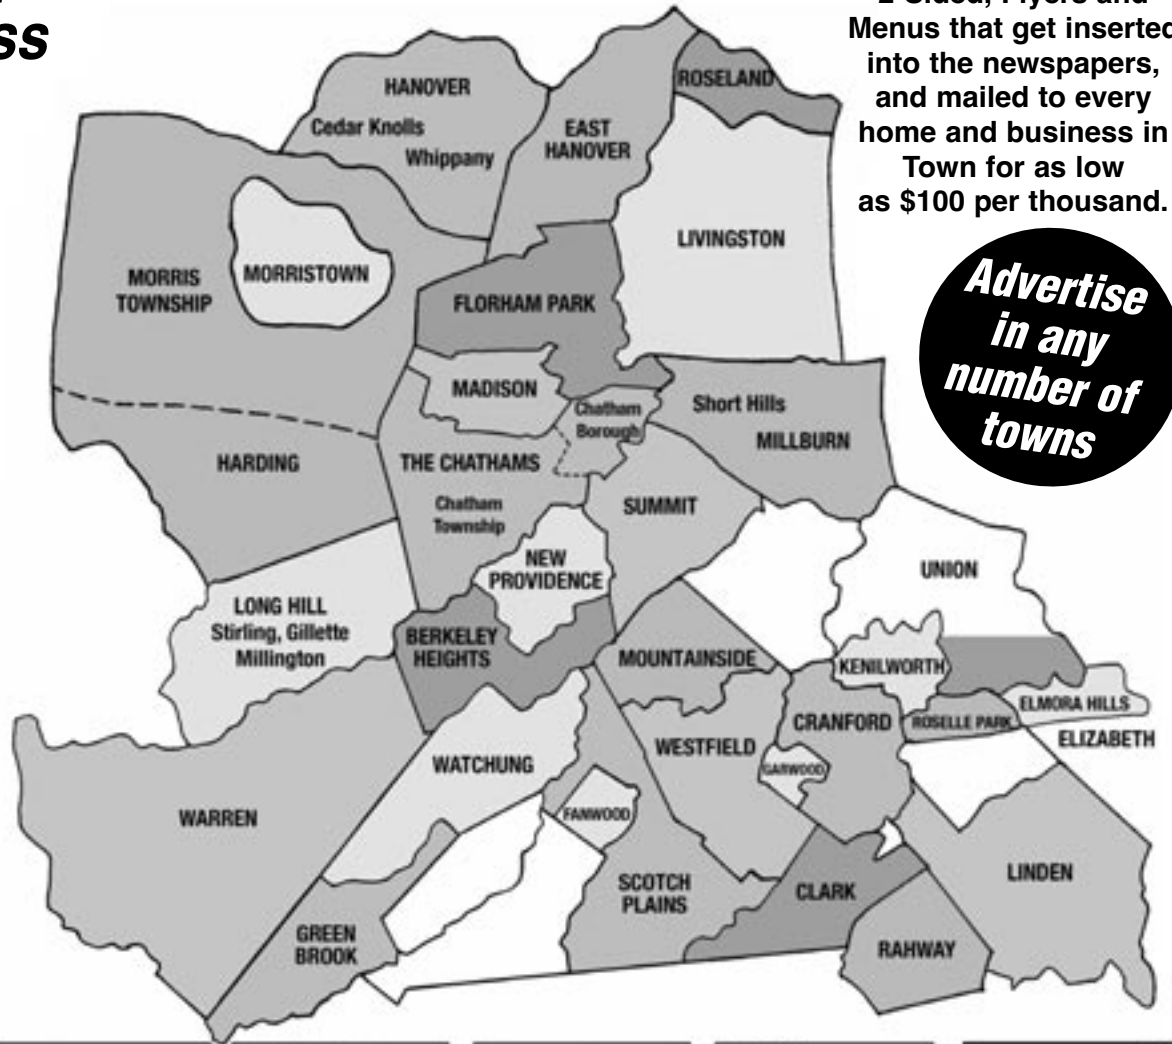 ss
2 Sided, Flyers and
Menus that get inserted
into the newspapers,
and mailed to every
home and business in
Town for as low
as $100 per thousand.
Advertise
in any
number of
towns
HANOVER
Cedar Knolls
Whippany
EAST
HANOVER
ROSELAND
LIVINGSTON
MORRIS
TOWNSHIP
MORRISTOWN
FLORHAM PARK
MADISON
Chatham
Borough
Short Hills
MILLBURN
HARDING
THE CHATHAMS
Chatham
Township
SUMMIT
NEW
PROVIDENCE
UNION
LONG HILL
Stirling, Gillette
Millington
BERKELEY
HEIGHTS
MOUNTAINSIDE
KENILWORTH
ELMORA HILLS
ROSELLE PARK
CRANFORD
ELIZABETH
WESTFIELD
GARWOOD
WATCHUNG
WARREN
FANWOOD
SCOTCH
PLAINS
CLARK
LINDEN
GREEN
BROOK
RAHWAY